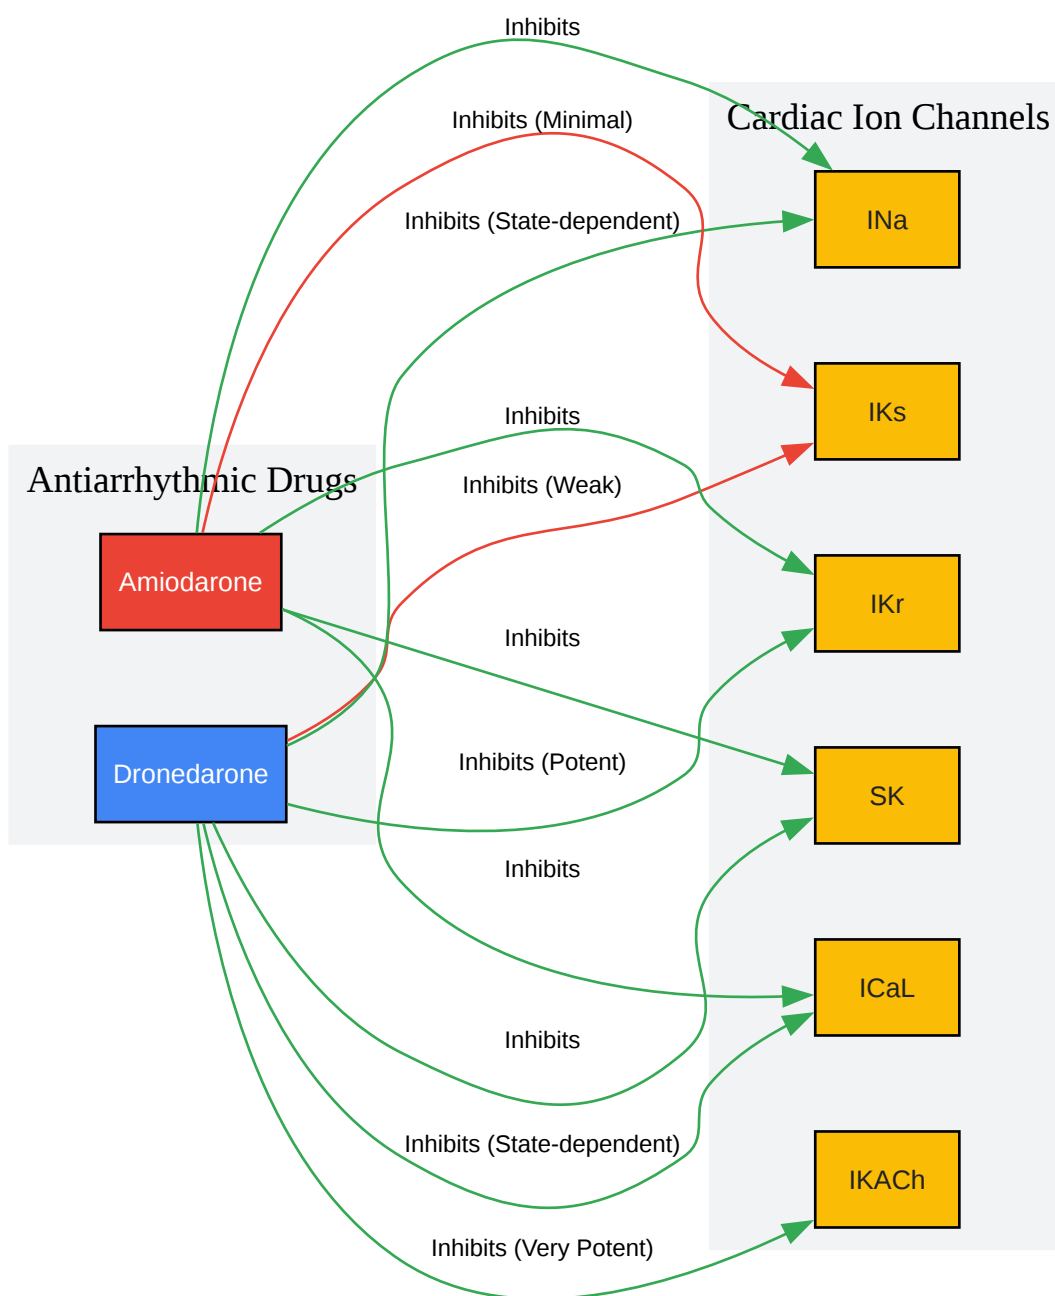 Inhibits
Cardiac Ion Channels
Inhibits (Minimal)
Inhibits (State-dependent)
INa
IKs
Inhibits
Antiarrhythmic Drugs
Inhibits (Weak)
Amiodarone
IKr
Inhibits
Dronedarone
Inhibits (Potent)
SK
Inhibits
ICaL
Inhibits
Inhibits (State-dependent)
IKACh
Inhibits (Very Potent)